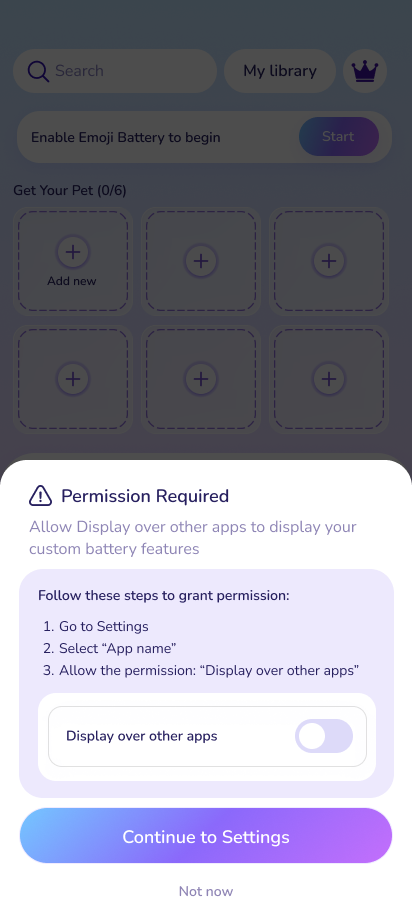 Search
My library
Enable Emoji Battery to begin
Start
Get Your Pet (0/6)
Add new
Permission Required
Allow Display over other apps to display your
custom battery features
Follow these steps to grant permission:
1. Go to Settings
2. Select “App name”
3. Allow the permission: “Display over other apps”
Display over other apps
Continue to Settings
Not now